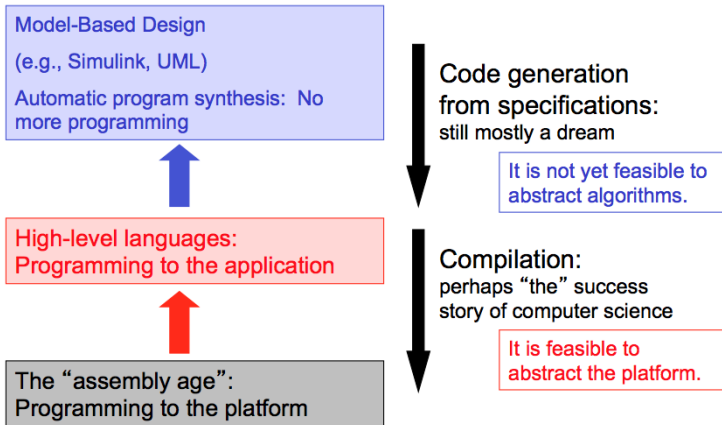 Model-Based Design
(e.g., Simulink, UML)
Automatic program synthesis: No
more programming
Code generation
from specifications:
still mostly a dream
It is not yet feasible to
abstract algorithms.
High-level languages:
Programming to the application
Compilation:
perhaps “the” success
story of computer science
It is feasible to
abstract the platform.
The “assembly age”:
Programming to the platform